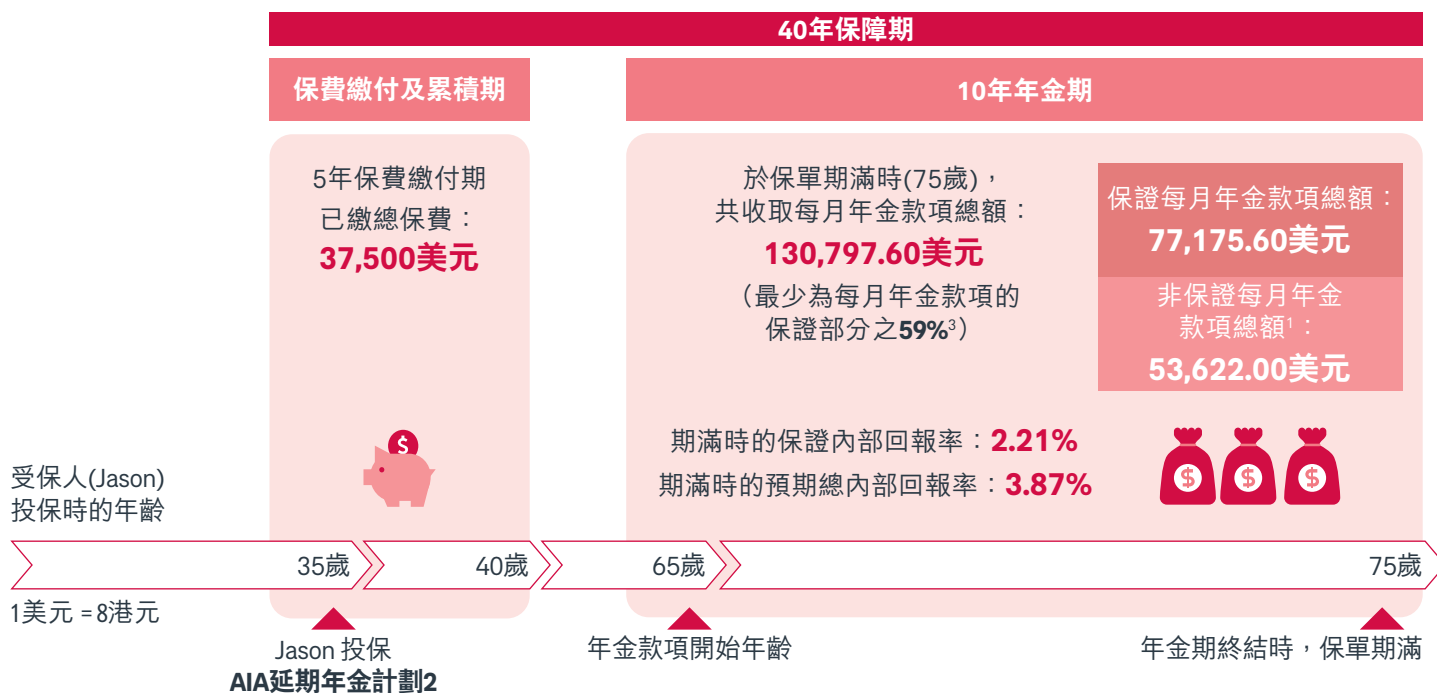 40年保障期
保費繳付及累積期
10年年金期
5年保費繳付期
已繳總保費：
37,500美元
於保單期滿時(75歲)，
共收取每月年金款項總額：
130,797.60美元
（最少為每月年金款項的
保證部分之59%³）
保證每月年金款項總額：
77,175.60美元
非保證每月年金
款項總額¹：
53,622.00美元
期滿時的保證內部回報率：2.21%
期滿時的預期總內部回報率：3.87%
$
$ $ $
受保人(Jason)
投保時的年齡
35歲
40歲
65歲
75歲
1美元 =8港元
Jason 投保
AIA延期年金計劃2
年金款項開始年齡
年金期終結時，保單期滿